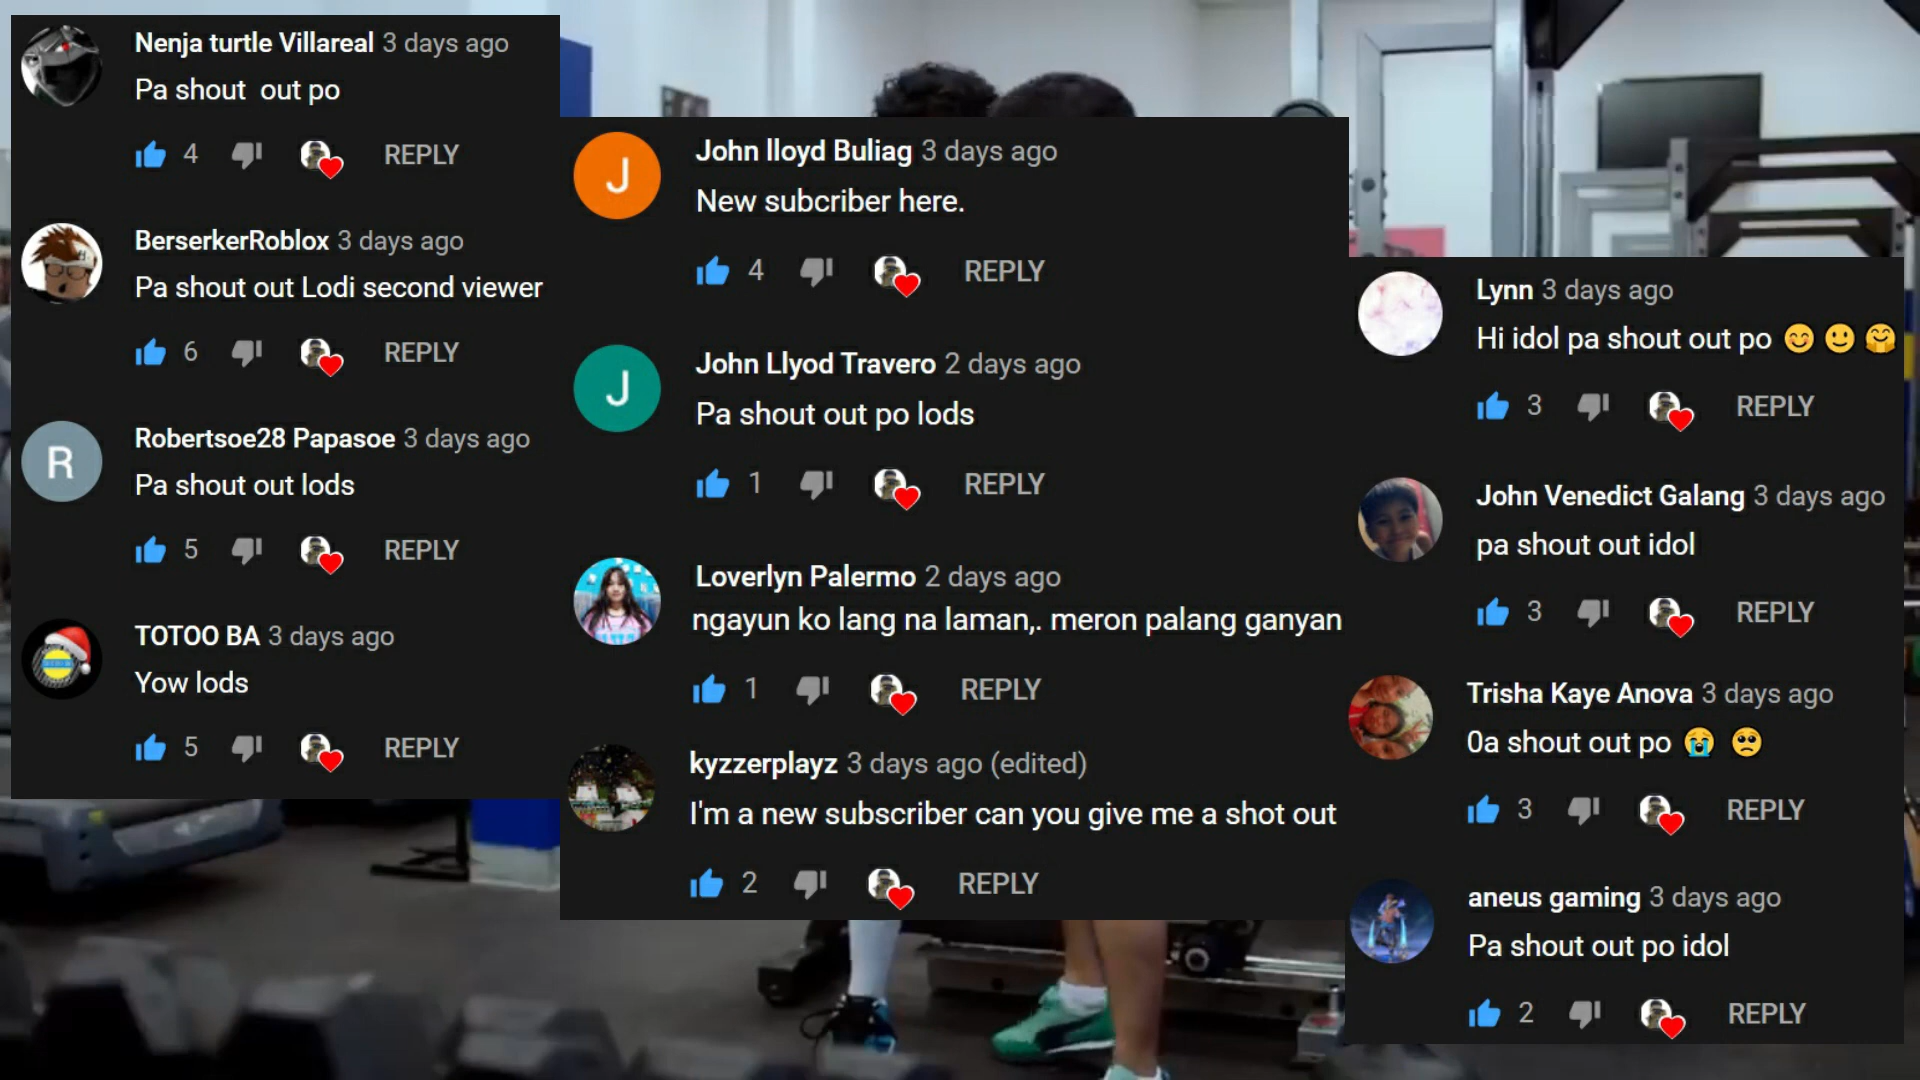 Nenja turtle Villareal 3 days ago
Pa shout  out po
4 REPLY
BerserkerRoblox 3 days ago
Pa shout out Lodi second viewer
6 REPLY
R
Robertsoe28 Papasoe 3 days ago
Pa shout out lods
5 REPLY
TOTOO BA 3 days ago
Yow lods
5 REPLY
J
John lloyd Buliag 3 days ago
New subcriber here.
4 REPLY
J
John Llyod Travero 2 days ago
Pa shout out po lods
1 REPLY
Loverlyn Palermo 2 days ago
ngayun ko lang na laman,. meron palang ganyan
1 REPLY
kyzzerplayz 3 days ago (edited)
I'm a new subscriber can you give me a shot out
2 REPLY
Lynn 3 days ago
Hi idol pa shout out po 😊 🙂 🤗
3 REPLY
John Venedict Galang 3 days ago
pa shout out idol
3 REPLY
Trisha Kaye Anova 3 days ago
0a shout out po 😭 🥺
3 REPLY
aneus gaming 3 days ago
Pa shout out po idol
2 REPLY